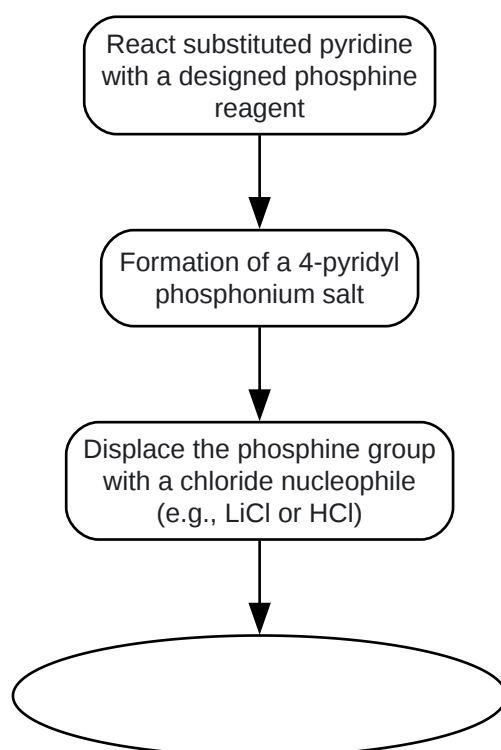 React substituted pyridine
with a designed phosphine
reagent
Formation of a 4-pyridyl
phosphonium salt
Displace the phosphine group
with a chloride nucleophile
(e.g., LiCl or HCl)